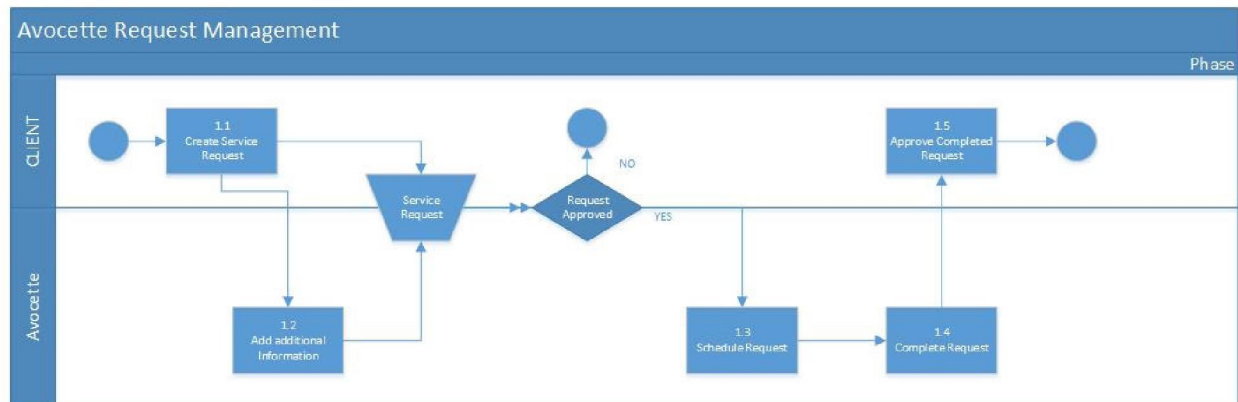 Avocette Request Management
Phase
CLIENT
1.1
Create Service
Request
Service
Request
Request
Approved
NO
YES
1.5
Approve Completed
Request
Avocette
1.2
Add additional
Information
1.3
Schedule Request
1.4
Complete Request